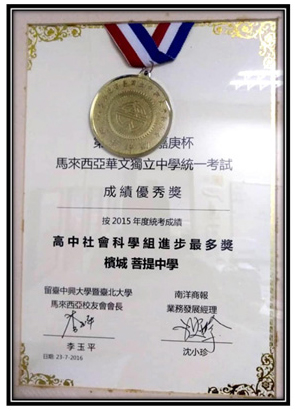 第
嘉庚杯
馬來西亞華文獨立中學統一考試
成績優秀獎
按2015年度統考成績
高中社會科學組進步最多獎
檳城 菩提中學
留臺中興大學暨臺北大學
馬來西亞校友會會長
南洋商報
業務發展經理
李玉平
沈小珍
日期: 23-7-2016